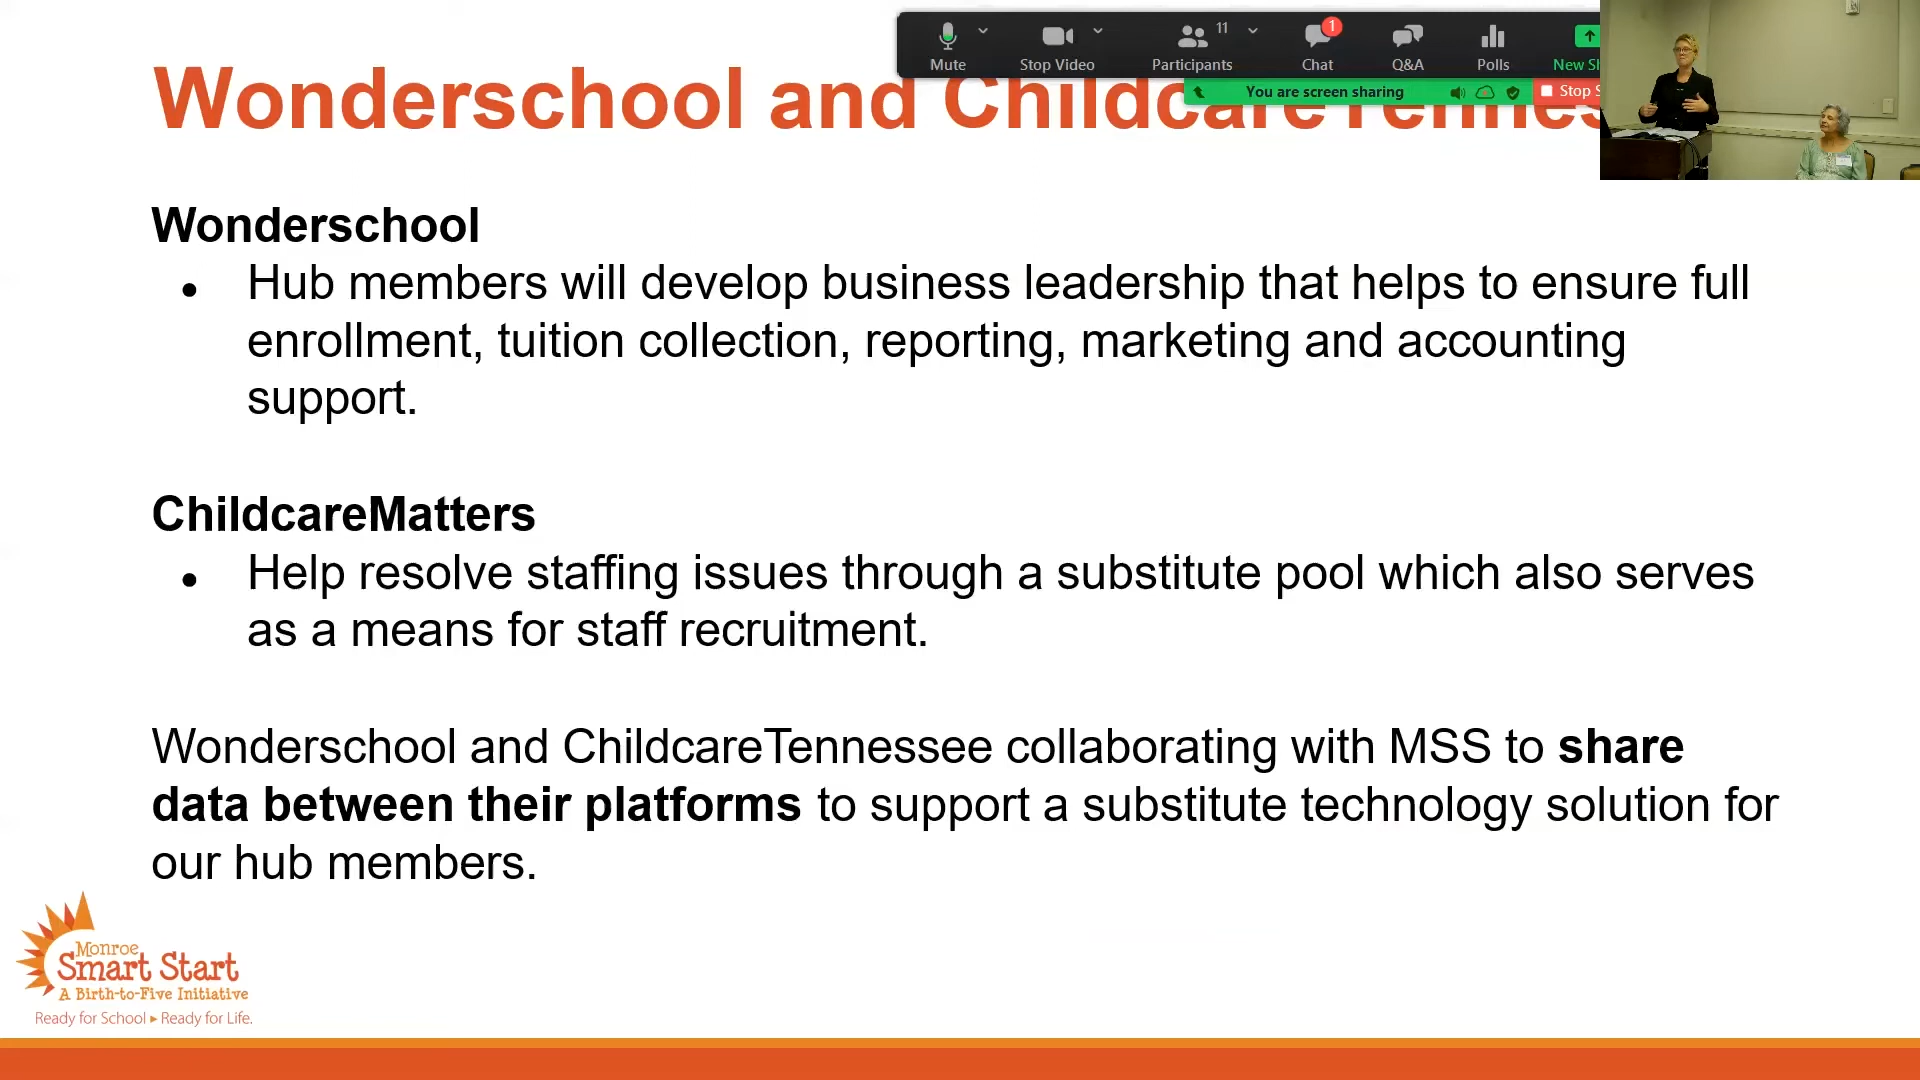 11
1
Mute
Stop Video
Participants
Chat
Q&A
Polls
You are screen sharing
Stop
Wonderschool and
Wonderschool
● Hub members will develop business leadership that helps to ensure full
enrollment, tuition collection, reporting, marketing and accounting
support.
ChildcareMatters
● Help resolve staffing issues through a substitute pool which also serves
as a means for staff recruitment.
Wonderschool and ChildcareTennessee collaborating with MSS to share
data between their platforms to support a substitute technology solution for
our hub members.
Monroe
Smart Start
A Birth-to-Five Initiative
Ready for School ▸ Ready for Life.